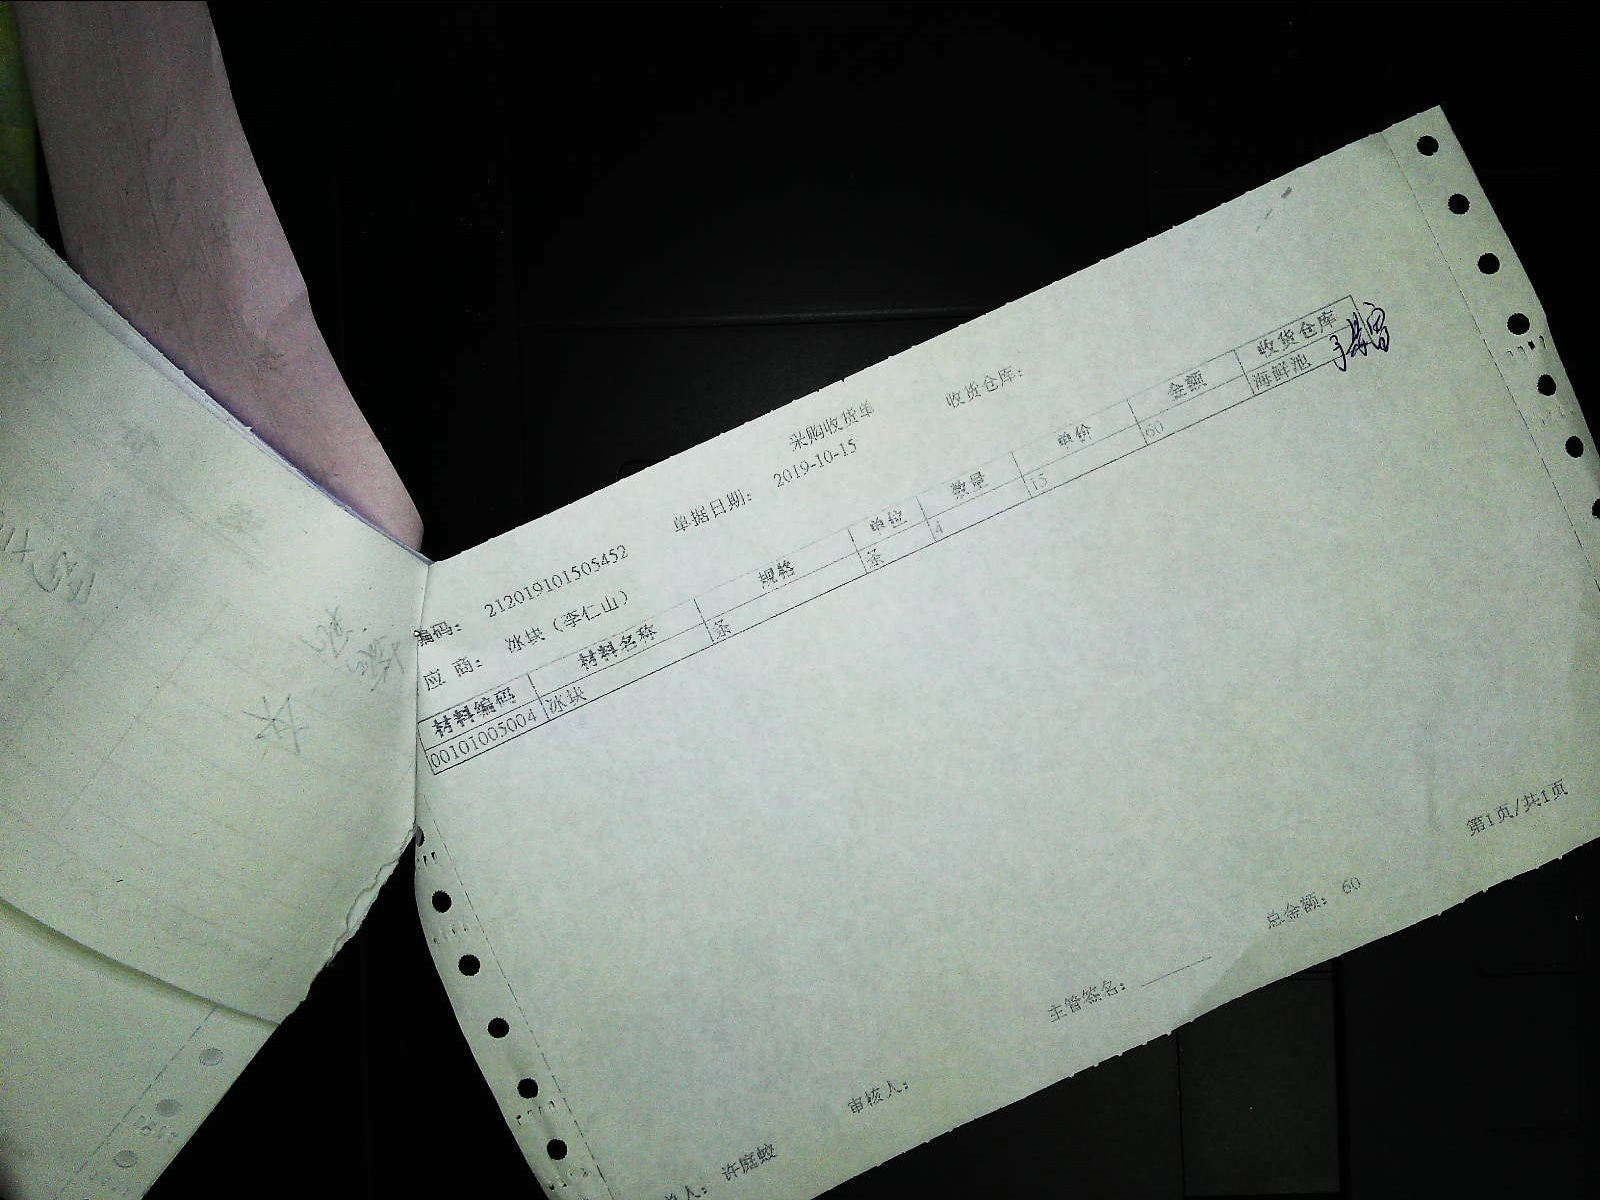 采购收货单
编码: 212019101505452 单据日期: 2019-10-15 收货仓库:
应 商: 冰块（李仁山）
材料编码 材料名称 规格 单位 数量 单价 金额 收货仓库
00101005004 冰块 条 条 4 15 60 海鲜池
总金额: 60
单人: 许庭蛟 审核人: 主管签名:
第1页/共1页